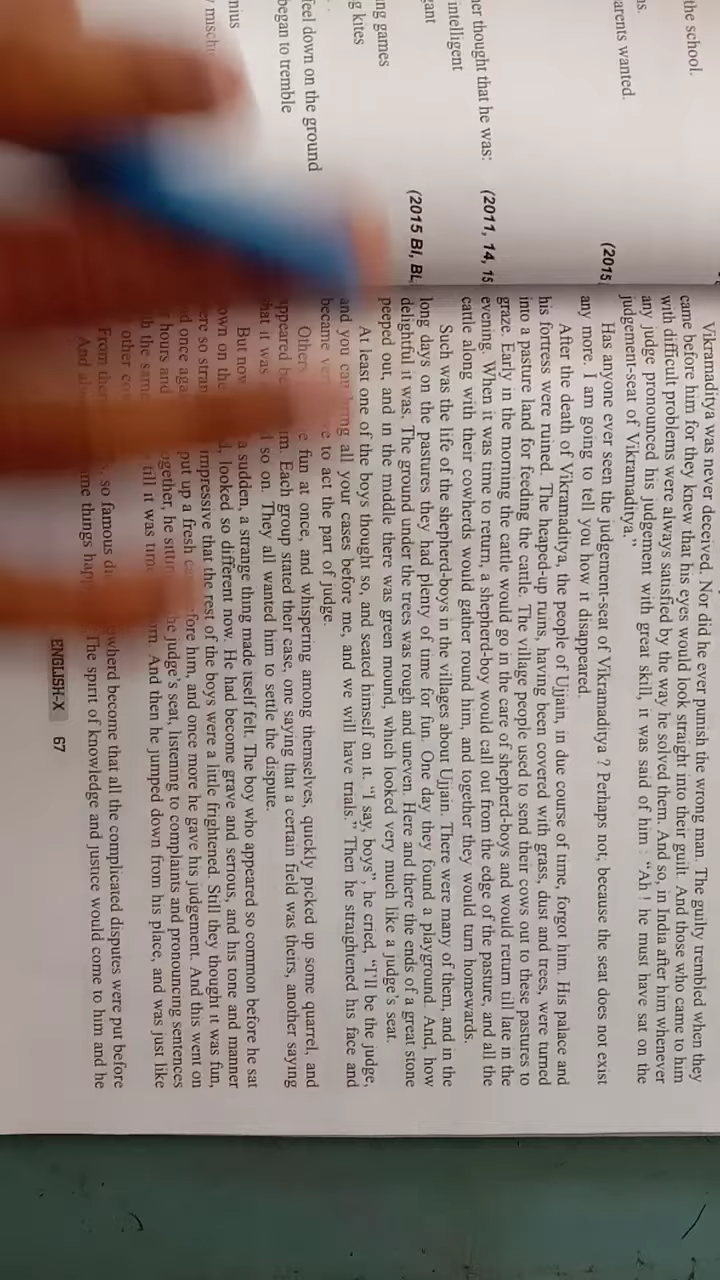 the school.
arents wanted.
er thought that he was: (2011, 14, 15
intelligent
gant
ng games
g kites
feel down on the ground
began to tremble
nius
(2015
(2015 BI, BL,
Vikramaditya was never deceived. Nor did he ever punish the wrong man. The guilty trembled when they
came before him for they knew that his eyes would look straight into their guilt. And those who came to him
with difficult problems were always satisfied by the way he solved them. And so, in India after him whenever
any judge pronounced his judgement with great skill, it was said of him : "Ah ! he must have sat on the
judgement-seat of Vikramaditya."
Has anyone ever seen the judgement-seat of Vikramaditya ? Perhaps not; because the seat does not exist
any more. I am going to tell you how it disappeared.
After the death of Vikramaditya, the people of Ujjain, in due course of time, forgot him. His palace and
his fortress were ruined. The heaped-up ruins, having been covered with grass, dust and trees, were turned
into a pasture land for feeding the cattle. The village people used to send their cows out to these pastures to
graze. Early in the morning the cattle would go in the care of shepherd-boys and would return till late in the
evening. When it was time to return, a shepherd-boy would call out from the edge of the pasture, and all the
cattle along with their cowherds would gather round him, and together they would turn homewards.
Such was the life of the shepherd-boys in the villages about Ujjain. There were many of them, and in the
long days on the pastures they had plenty of time for fun. One day they found a playground. And, how
delightful it was. The ground under the trees was rough and uneven. Here and there the ends of a great stone
peeped out, and in the middle there was green mound, which looked very much like a judge's seat.
At least one of the boys thought so, and seated himself on it. "I say, boys", he cried, "I'll be the judge,
and you can bring all your cases before me, and we will have trials." Then he straightened his face and
became to act the part of judge.
Others fun at once, and whispering among themselves, quickly picked up some quarrel, and
appeared Each group stated their case, one saying that a certain field was theirs, another saying
that it was so on. They all wanted him to settle the dispute.
But now a sudden, a strange thing made itself felt. The boy who appeared so common before he sat
own on the looked so different now. He had become grave and serious, and his tone and manner
ere so impressive that the rest of the boys were a little frightened. Still they thought it was fun,
d once put up a fresh fore him, and once more he gave his judgement. And this went on
hours and he judge's seat, listening to complaints and pronouncing sentences
till it was And then he jumped down from his place, and was just like
other
From so famous wherd become that all the complicated disputes were put before
And The spirit of knowledge and justice would come to him and he
ENGLISH-X 67